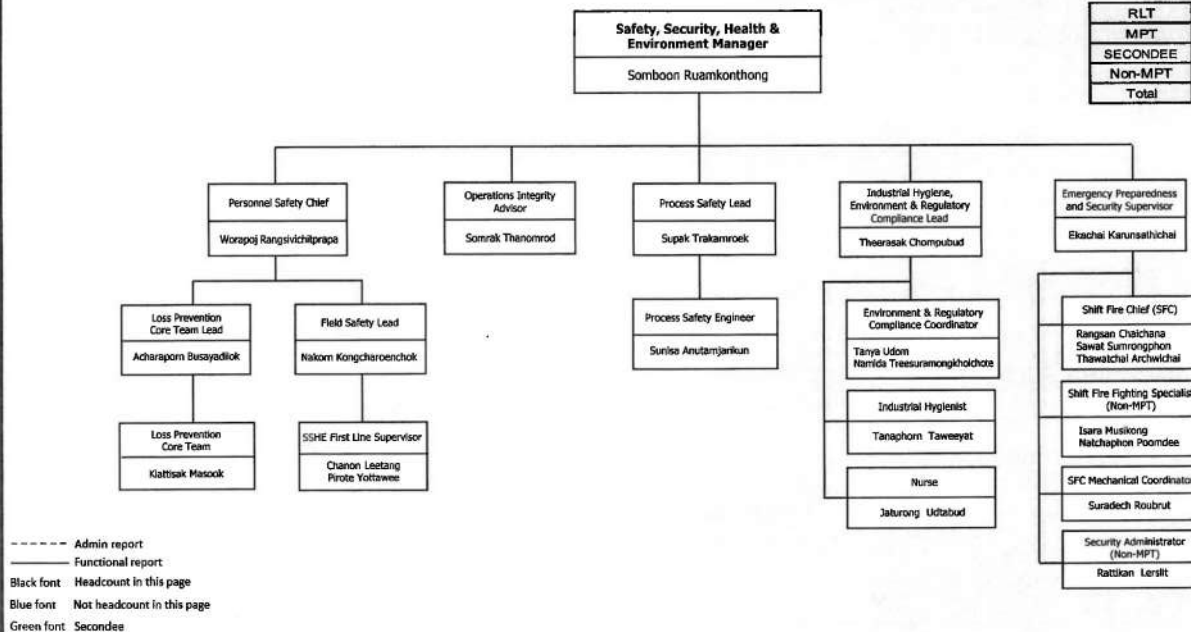 Safety, Security, Health &
Environment Manager
Somboon Ruamkonthong
RLT
MPT
SECONDEE
Non-MPT
Total
Personnel Safety Chief
Worapoj Rangsivichitprapa
Operations Integrity
Advisor
Somrak Thanomrod
Process Safety Lead
Supak Trakamroek
Industrial Hygiene,
Environment & Regulatory
Compliance Lead
Theerasak Chompubud
Emergency Preparedness
and Security Supervisor
Ekachai Karunsathichai
Loss Prevention
Core Team Lead
Acharaporn Busayadilok
Field Safety Lead
Nakorn Kongcharoenchok
Process Safety Engineer
Sunisa Anutamjarikun
Environment & Regulatory
Compliance Coordinator
Tanya Udom
Namida Treesuramongkholchote
Shift Fire Chief (SFC)
Rangsan Chaichana
Sawat Sumrongphon
Thawatchai Archwichai
Loss Prevention
Core Team
Kiattisak Masook
SSHE First Line Supervisor
Chanon Leetang
Pirote Yottawee
Industrial Hygienist
Tanaphorn Taweeyat
Shift Fire Fighting Specialist
(Non-MPT)
Isara Musikong
Natchaphon Poomdee
Nurse
Jaturong Udtabud
SFC Mechanical Coordinator
Suradech Roubrut
Security Administrator
(Non-MPT)
Rattikan Lerslit
Admin report
Functional report
Black font Headcount in this page
Blue font Not headcount in this page
Green font Secondee